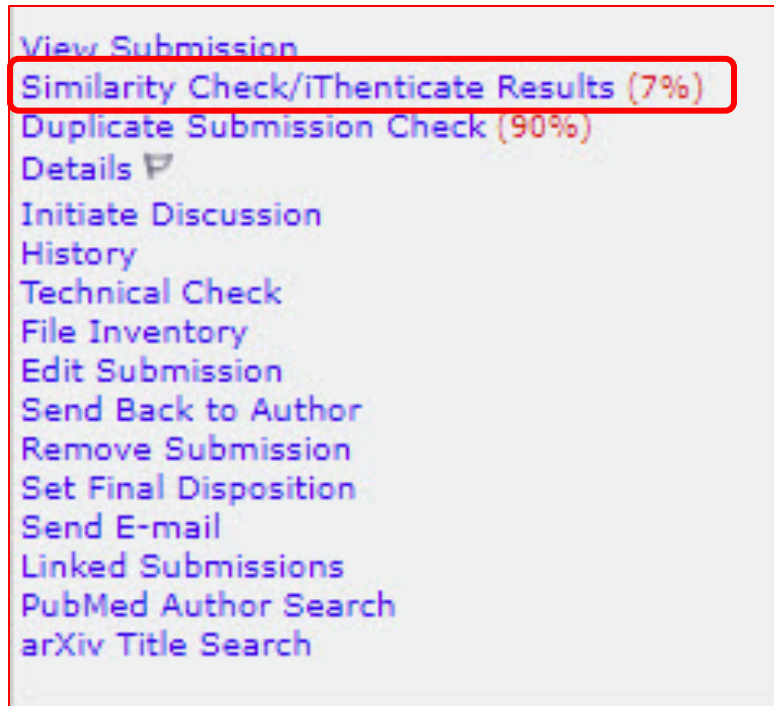 View Submission
Similarity Check/iThenticate Results (7%)
Duplicate Submission Check (90%)
Details
Initiate Discussion
History
Technical Check
File Inventory
Edit Submission
Send Back to Author
Remove Submission
Set Final Disposition
Send E-mail
Linked Submissions
PubMed Author Search
arXiv Title Search